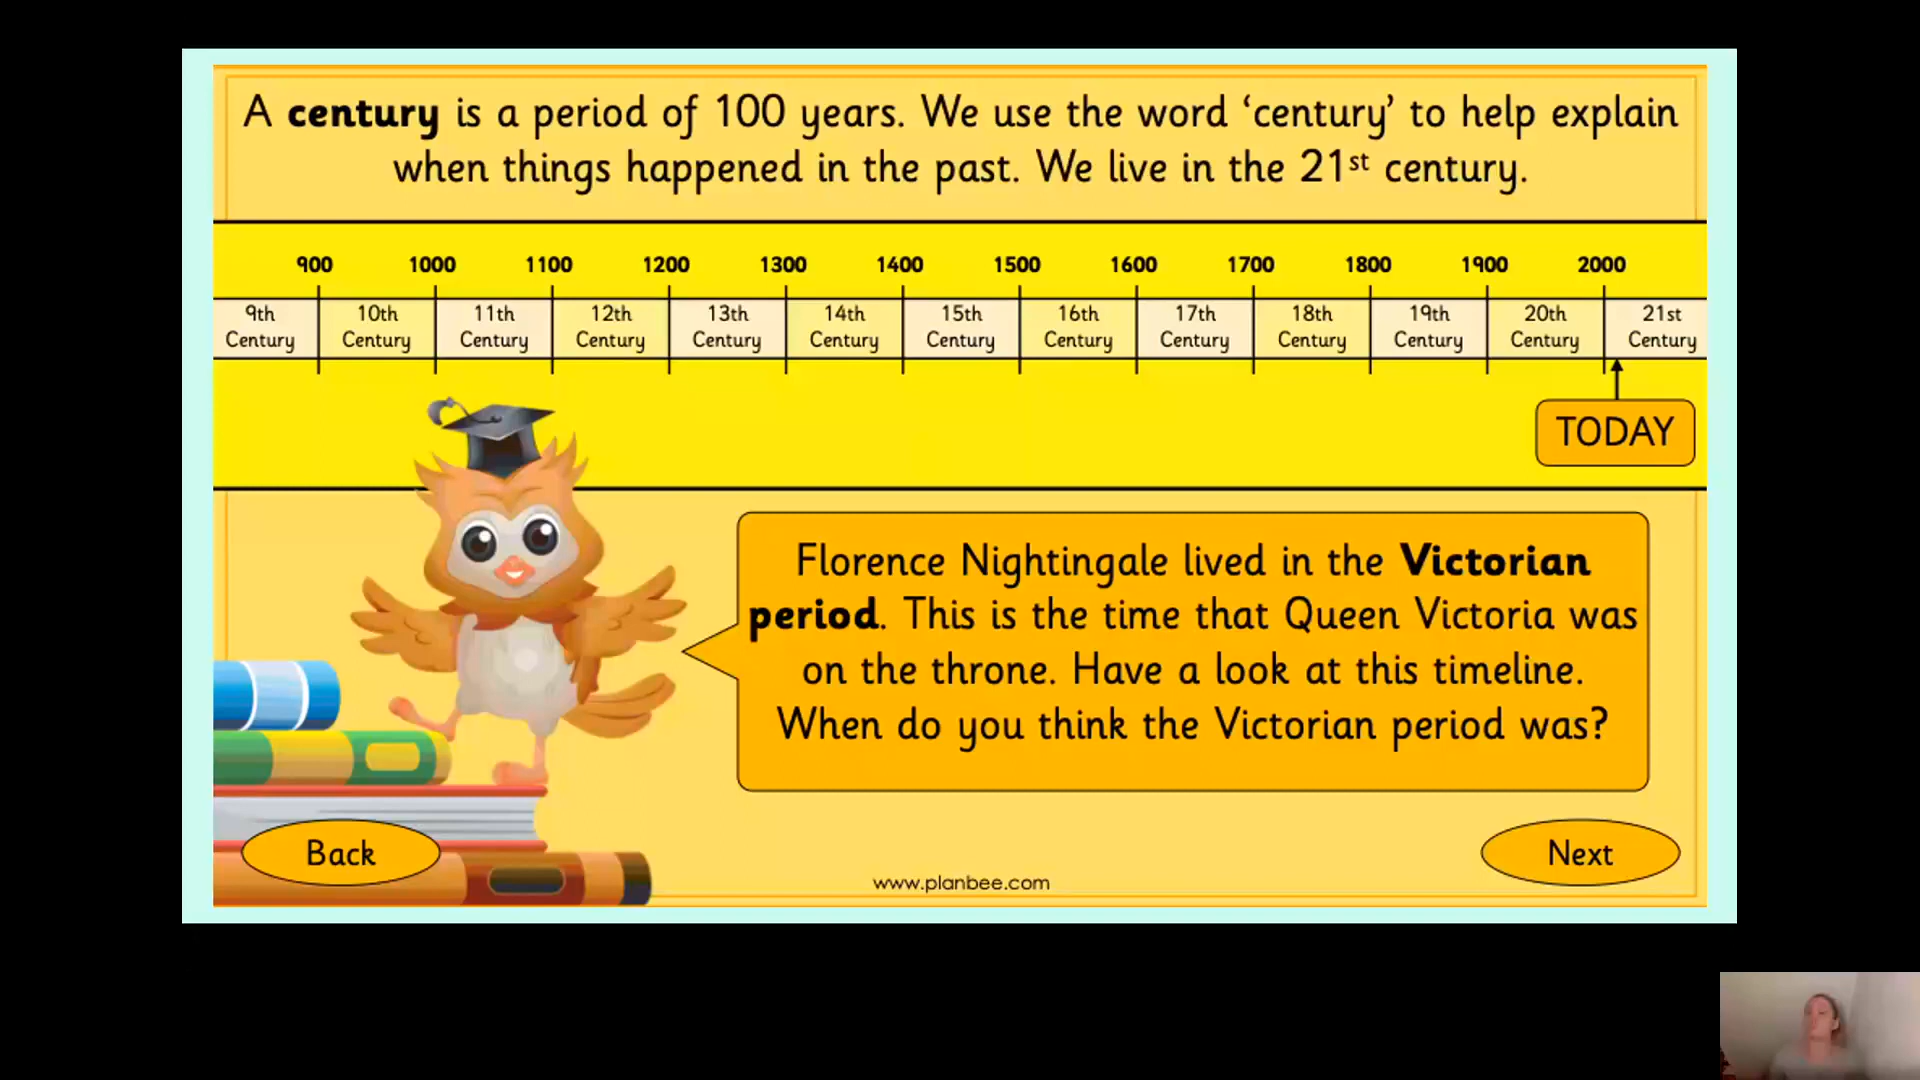 A century is a period of 100 years. We use the word ‘century’ to help explain
when things happened in the past. We live in the 21st century.
900 1000 1100 1200 1300 1400 1500 1600 1700 1800 1900 2000
9th Century 10th Century 11th Century 12th Century 13th Century 14th Century 15th Century 16th Century 17th Century 18th Century 19th Century 20th Century 21st Century
TODAY
Florence Nightingale lived in the Victorian
period. This is the time that Queen Victoria was
on the throne. Have a look at this timeline.
When do you think the Victorian period was?
Back
Next
www.planbee.com